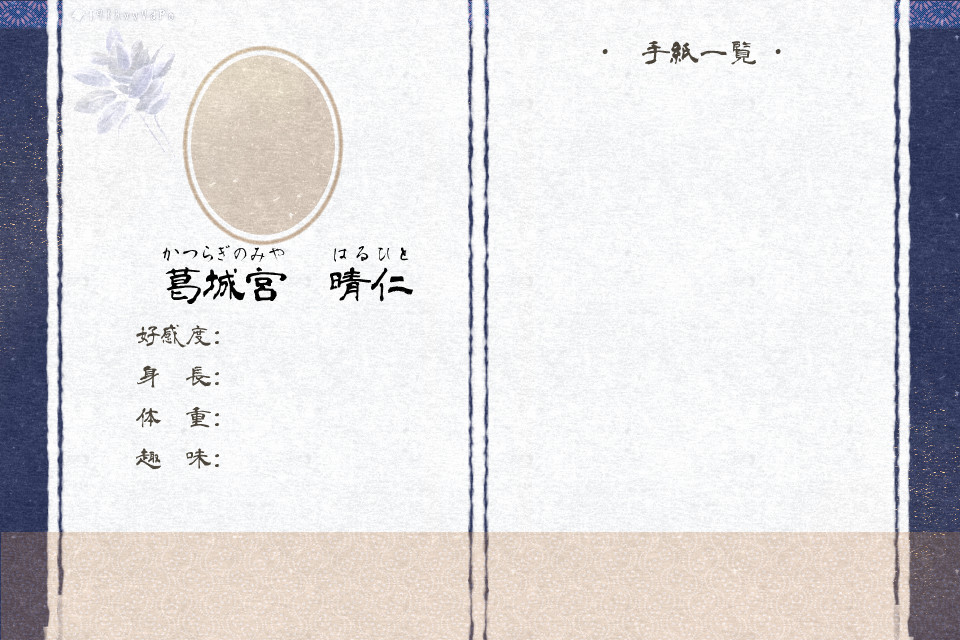 かつらぎのみや はるひと
葛城宮 晴仁
好感度:
身 長:
体 重:
趣 味:
・ 手紙一覧 ・